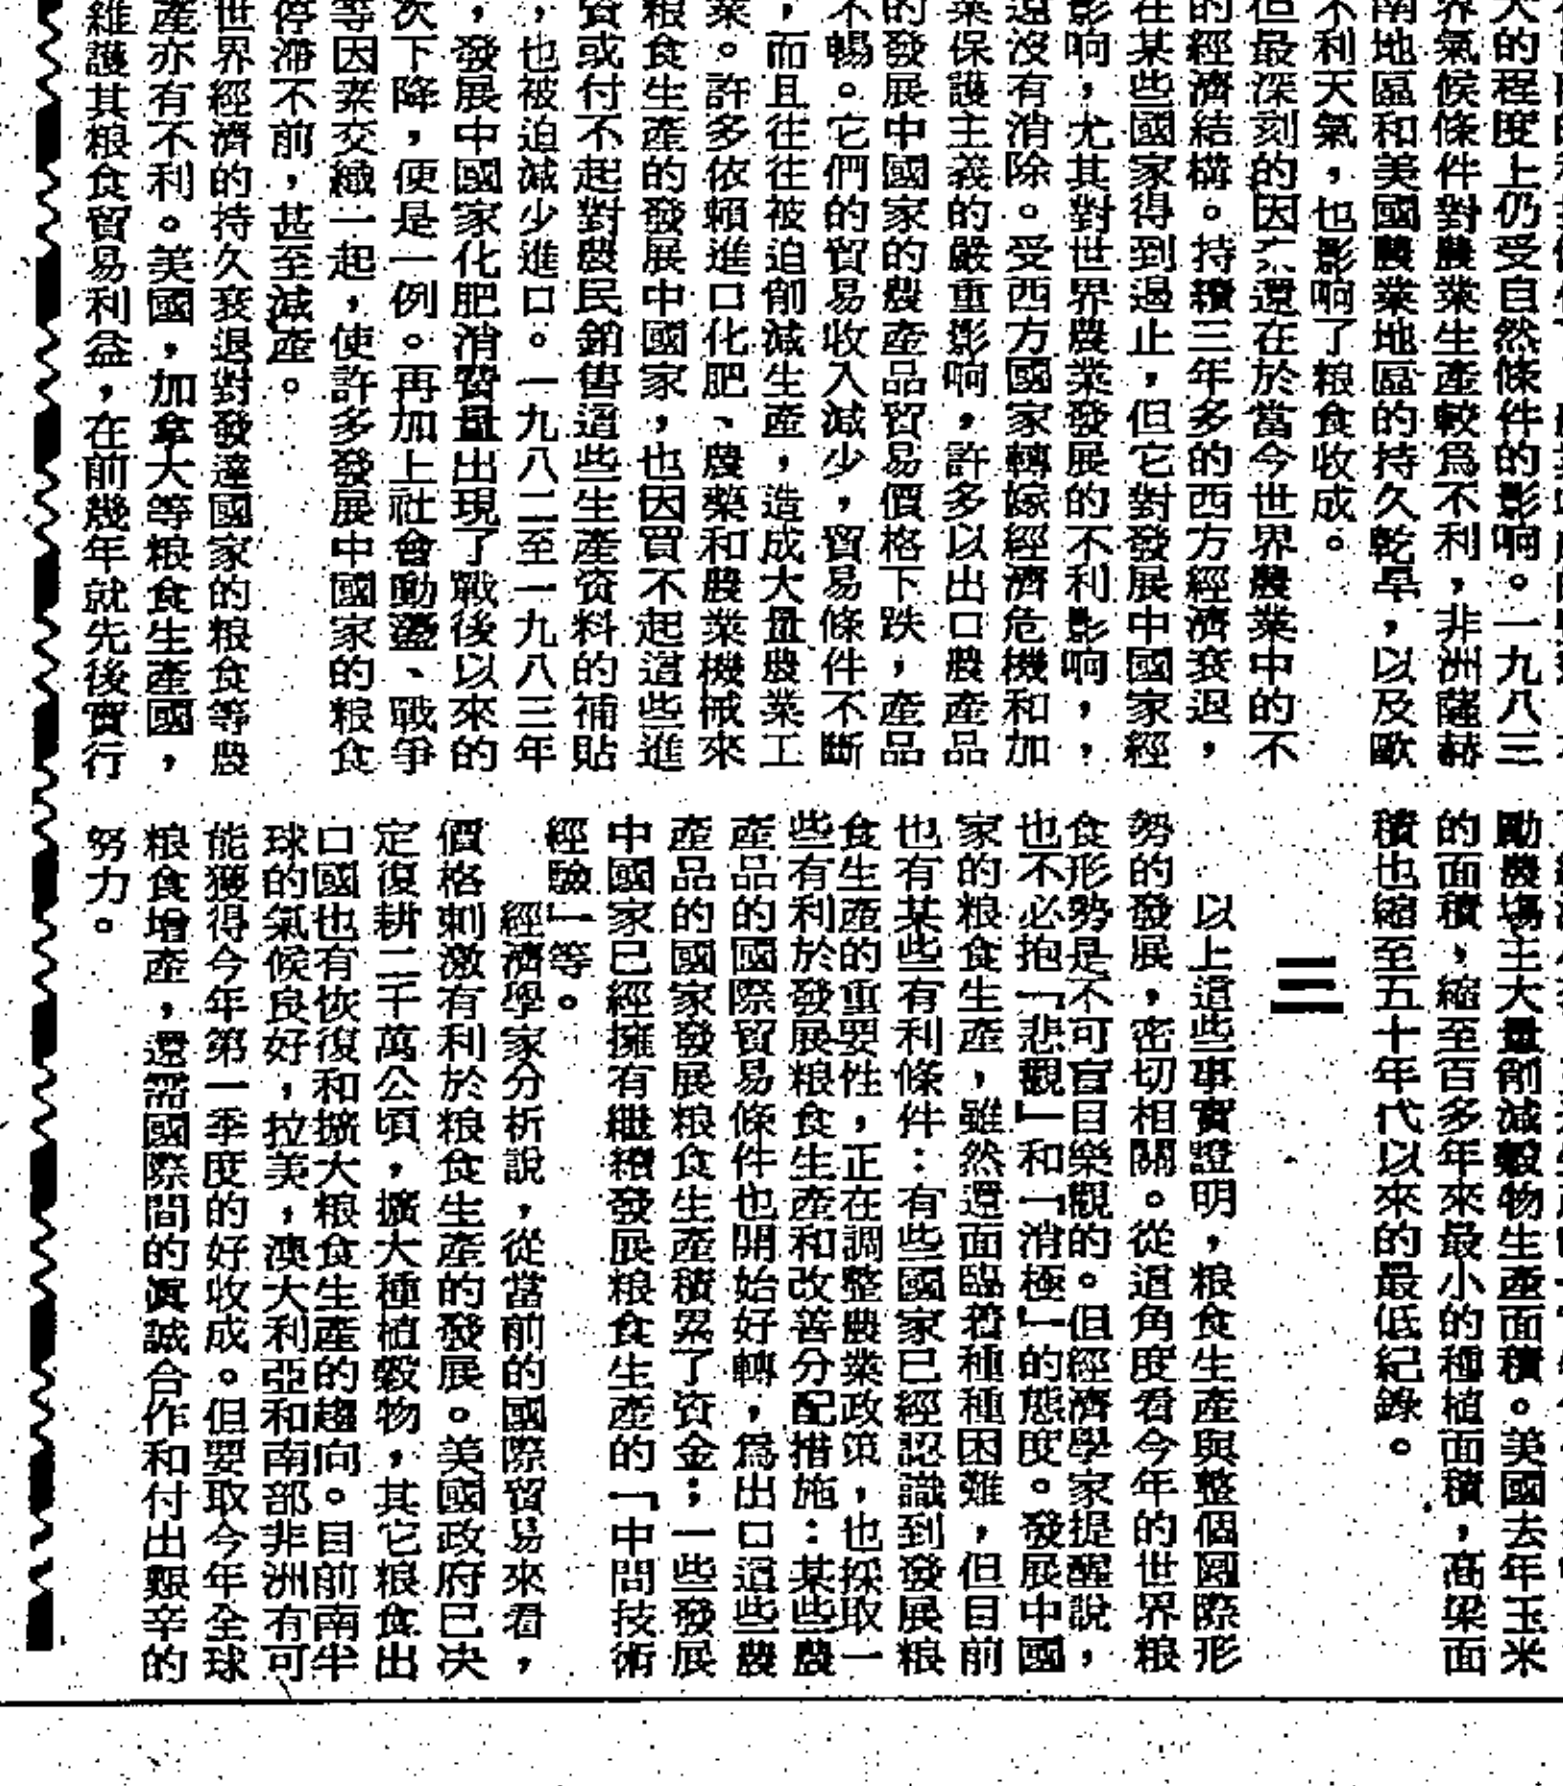 大的程度上仍受自然條件的影响。一九八三
界氣候條件對農業生產較爲不利，非洲薩赫
南地區和美國農業地區的持久乾旱，以及歐
不利天氣，也影响了粮食收成。
但最深刻的因素還在於當今世界農業中的不
的經濟結構。持續三年多的西方經濟衰退，
在某些國家得到遏止，但它對發展中國家經
影响，尤其對世界農業發展的不利影响，
還沒有消除。受西方國家轉嫁經濟危機和加
業保護主義的嚴重影响，許多以出口農產品
的發展中國家的農產品貿易價格下跌，產品
不暢。它們的貿易收入減少，貿易條件不斷
，而且往往被迫削減生產，造成大量農業工
業。許多依賴進口化肥、農藥和農業機械來
粮食生產的發展中國家，也因買不起這些進
資或付不起對農民銷售這些生產資料的補貼
，也被迫減少進口。一九八二至一九八三年
，發展中國家化肥消費量出現了戰後以來的
次下降，便是一例。再加上社會動盪、戰争
等因素交織一起，使許多發展中國家的粮食
停滯不前，甚至減產。
世界經濟的持久衰退對發達國家的粮食等農
產亦有不利。美國，加拿大等粮食生產國，
維護其粮食貿易利益，在前幾年就先後實行
勵農場主大量削減穀物生產面積。美國去年玉米
的面積，縮至百多年來最小的種植面積，高梁面
積也縮至五十年代以來的最低紀錄。
三
以上這些事實證明，粮食生產與整個國際形
勢的發展，密切相關。從這角度看今年的世界粮
食形勢是不可盲目樂觀的。但經濟學家提醒說，
也不必抱「悲觀」和「消極」的態度。發展中國
家的粮食生產，雖然還面臨着種種困難，但目前
也有某些有利條件：有些國家已經認識到發展粮
食生產的重要性，正在調整農業政策，也採取一
些有利於發展粮食生產和改善分配措施：某些農
產品的國際貿易條件也開始好轉，爲出口這些農
產品的國家發展粮食生產積累了資金；一些發展
中國家已經擁有繼續發展粮食生產的「中間技術
經驗」等。
經濟學家分析說，從當前的國際貿易來看，
價格刺激有利於粮食生產的發展。美國政府已決
定復耕二千萬公頃，擴大種植穀物，其它粮食出
口國也有恢復和擴大粮食生產的趨向。目前南半
球的氣候良好，拉美，澳大利亞和南部非洲有可
能獲得今年第一季度的好收成。但要取今年全球
粮食增產，還需國際間的眞誠合作和付出艱辛的
努力。